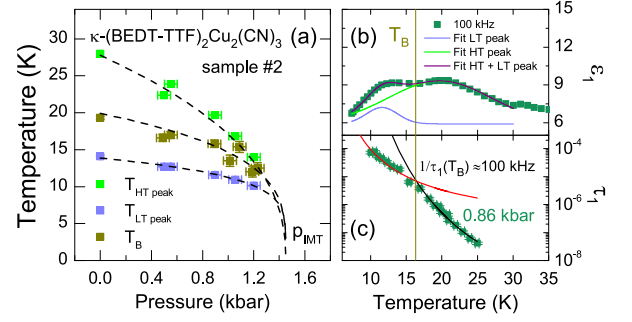 κ-(BEDT-TTF)2Cu2(CN)3 (a)
sample #2
Temperature (K)
40
35
30
25
20
15
10
5
0
T_HT peak
T_LT peak
T_B
p_IMT
0.0 0.4 0.8 1.2 1.6
Pressure (kbar)
(b)
T_B
100 kHz
Fit LT peak
Fit HT peak
Fit HT + LT peak
12
9
6
ε1
1/τ1(T_B) ≈100 kHz
0.86 kbar
(c)
10^-4
10^-6
10^-8
τ1
10 15 20 25 30 35
Temperature (K)